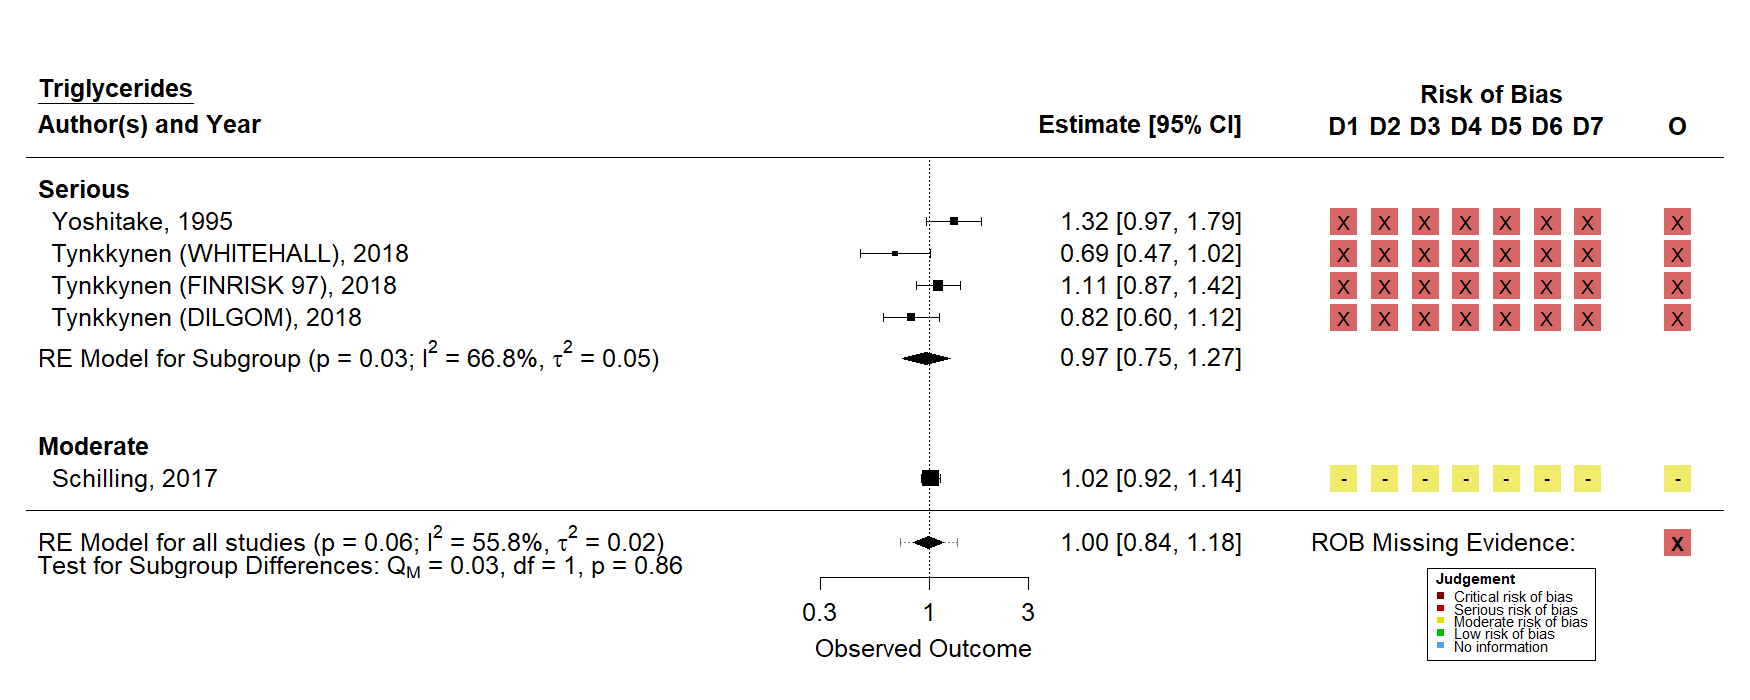 Triglycerides
Risk of Bias
Author(s) and Year Estimate [95% CI] D1 D2 D3 D4 D5 D6 D7 O
Serious
Yoshitake, 1995 1.32 [0.97, 1.79] X X X X X X X X
Tynkkynen (WHITEHALL), 2018 0.69 [0.47, 1.02] X X X X X X X X
Tynkkynen (FINRISK 97), 2018 1.11 [0.87, 1.42] X X X X X X X X
Tynkkynen (DILGOM), 2018 0.82 [0.60, 1.12] X X X X X X X X
RE Model for Subgroup (p = 0.03; I² = 66.8%, τ² = 0.05) 0.97 [0.75, 1.27]
Moderate
Schilling, 2017 1.02 [0.92, 1.14] - - - - - - - -
RE Model for all studies (p = 0.06; I² = 55.8%, τ² = 0.02) 1.00 [0.84, 1.18] ROB Missing Evidence: X
Test for Subgroup Differences: Q_M = 0.03, df = 1, p = 0.86
0.3 1 3
Observed Outcome
Judgement
Critical risk of bias
Serious risk of bias
Moderate risk of bias
Low risk of bias
No information